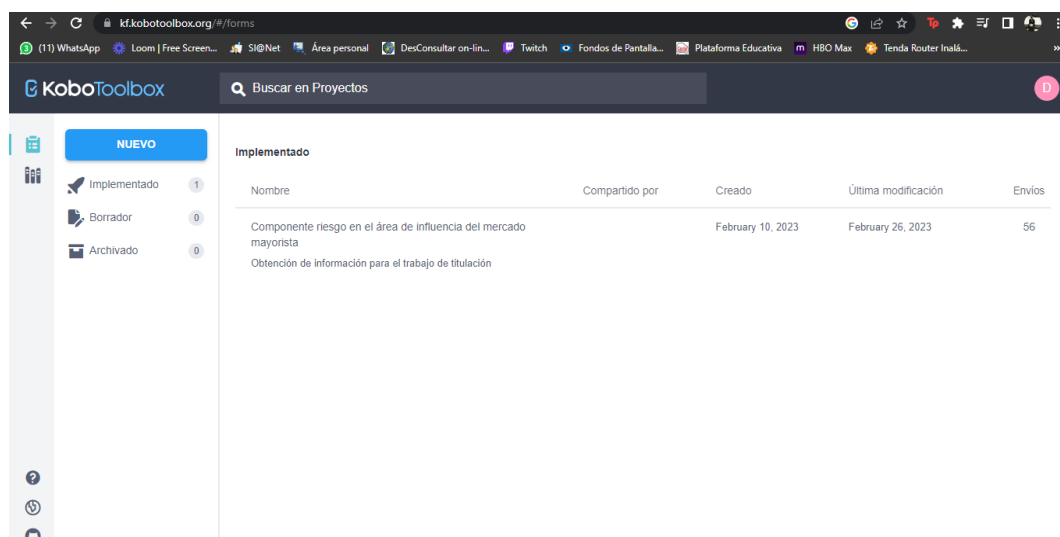 kf.kobotoolbox.org/#/forms
(11) WhatsApp Loom | Free Screen... SI@Net Área personal DesConsultar on-lin... Twitch Fondos de Pantalla... Plataforma Educativa HBO Max Tenda Router Inalá... »
KoboToolbox Buscar en Proyectos D
NUEVO
Implementado 1
Borrador 0
Archivado 0
Implementado
Nombre Compartido por Creado Última modificación Envíos
Componente riesgo en el área de influencia del mercado February 10, 2023 February 26, 2023 56
mayorista
Obtención de información para el trabajo de titulación